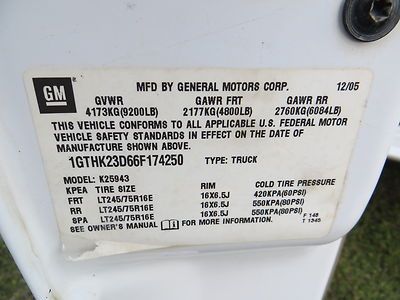 GM
MFD BY GENERAL MOTORS CORP. 12/05
GVWR GAWR FRT GAWR RR
4173KG(9200LB) 2177KG(4800LB) 2760KG(6084LB)
THIS VEHICLE CONFORMS TO ALL APPLICABLE U.S. FEDERAL MOTOR
VEHICLE SAFETY STANDARDS IN EFFECT ON THE DATE OF
MANUFACTURE SHOWN ABOVE.
1GTHK23D66F174250 TYPE: TRUCK
MODEL: K25943
KPEA TIRE SIZE RIM COLD TIRE PRESSURE
FRT LT245/75R16E 16X6.5J 420KPA(60PSI)
RR LT245/75R16E 16X6.5J 550KPA(80PSI)
SPA LT245/75R16E 16X6.5J 550KPA(80PSI)
SEE OWNER'S MANUAL FOR MORE INFORMATION. F 148
T 1345